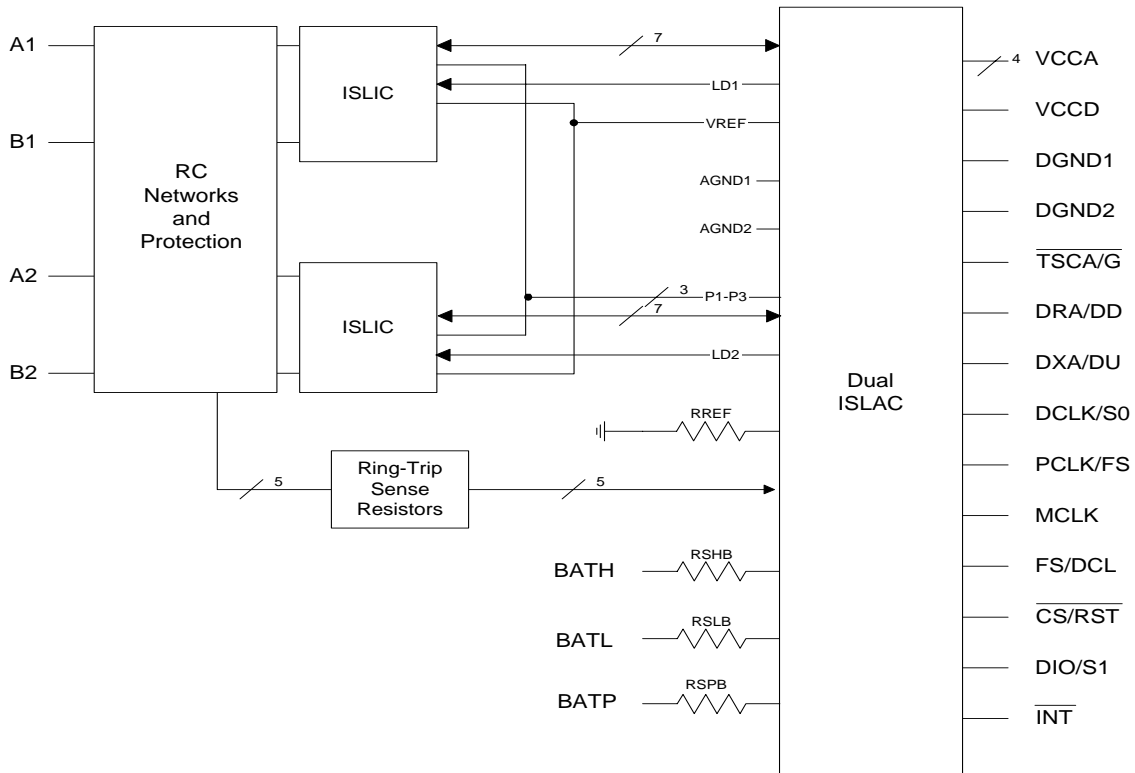 A1
B1
A2
B2
RC
Networks
and
Protection
ISLIC
ISLIC
7
LD1
VREF
AGND1
AGND2
3
P1-P3
7
LD2
RREF
5
Ring-Trip
Sense
Resistors
5
BATH
RSHB
BATL
RSLB
BATP
RSPB
Dual
ISLAC
4
VCCA
VCCD
DGND1
DGND2
TSCA/G
DRA/DD
DXA/DU
DCLK/S0
PCLK/FS
MCLK
FS/DCL
CS/RST
DIO/S1
INT